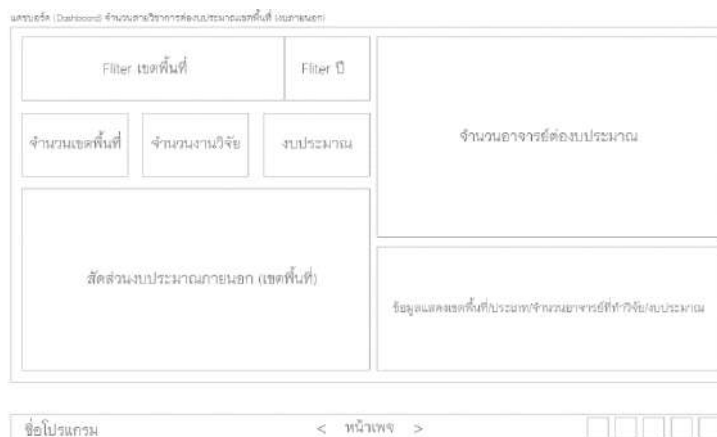 แดชบอร์ด (Dashboard) จำนวนสายวิชาการต่องบประมาณเขตพื้นที่ (งบภายนอก)
Fliter เขตพื้นที่
Fliter ปี
จำนวนเขตพื้นที่
จำนวนงานวิจัย
งบประมาณ
จำนวนอาจารย์ต่องบประมาณ
สัดส่วนงบประมาณภายนอก (เขตพื้นที่)
ข้อมูลแสดงเขตพื้นที่/ประเภท/จำนวนอาจารย์ที่ทำวิจัย/งบประมาณ
ชื่อโปรแกรม
< หน้าเพจ >